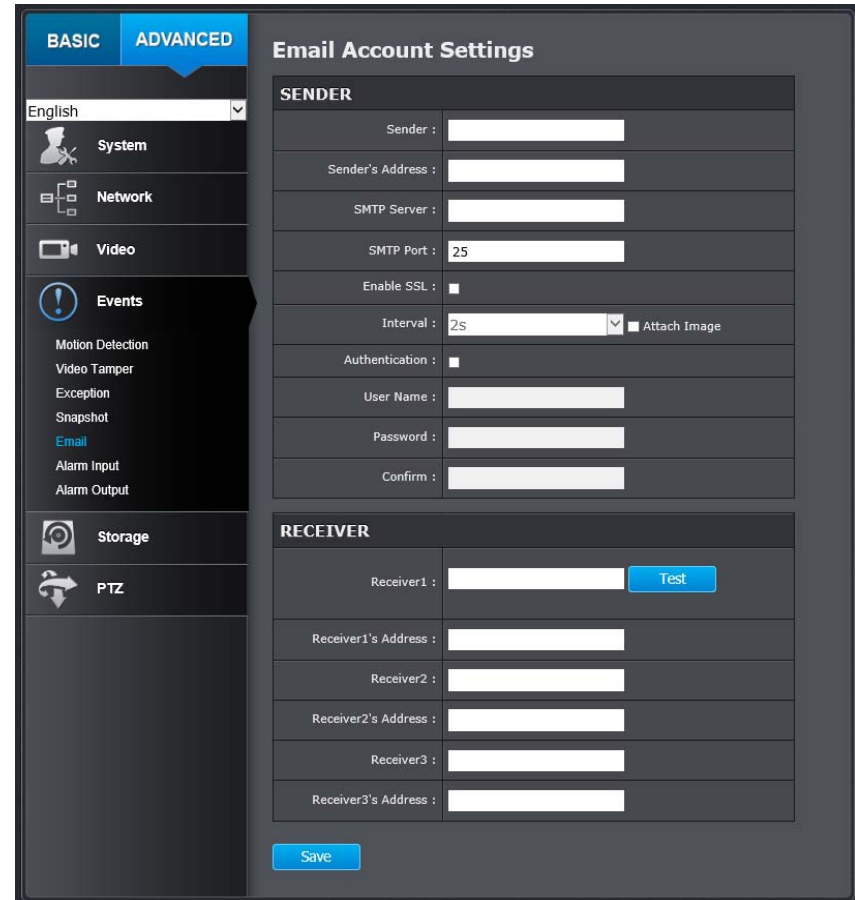 BASIC ADVANCED
English
System
Network
Video
Events
Motion Detection
Video Tamper
Exception
Snapshot
Email
Alarm Input
Alarm Output
Storage
PTZ
Email Account Settings
SENDER
Sender :
Sender's Address :
SMTP Server :
SMTP Port : 25
Enable SSL :
Interval : 2s Attach Image
Authentication :
User Name :
Password :
Confirm :
RECEIVER
Receiver1 : Test
Receiver1's Address :
Receiver2 :
Receiver2's Address :
Receiver3 :
Receiver3's Address :
Save